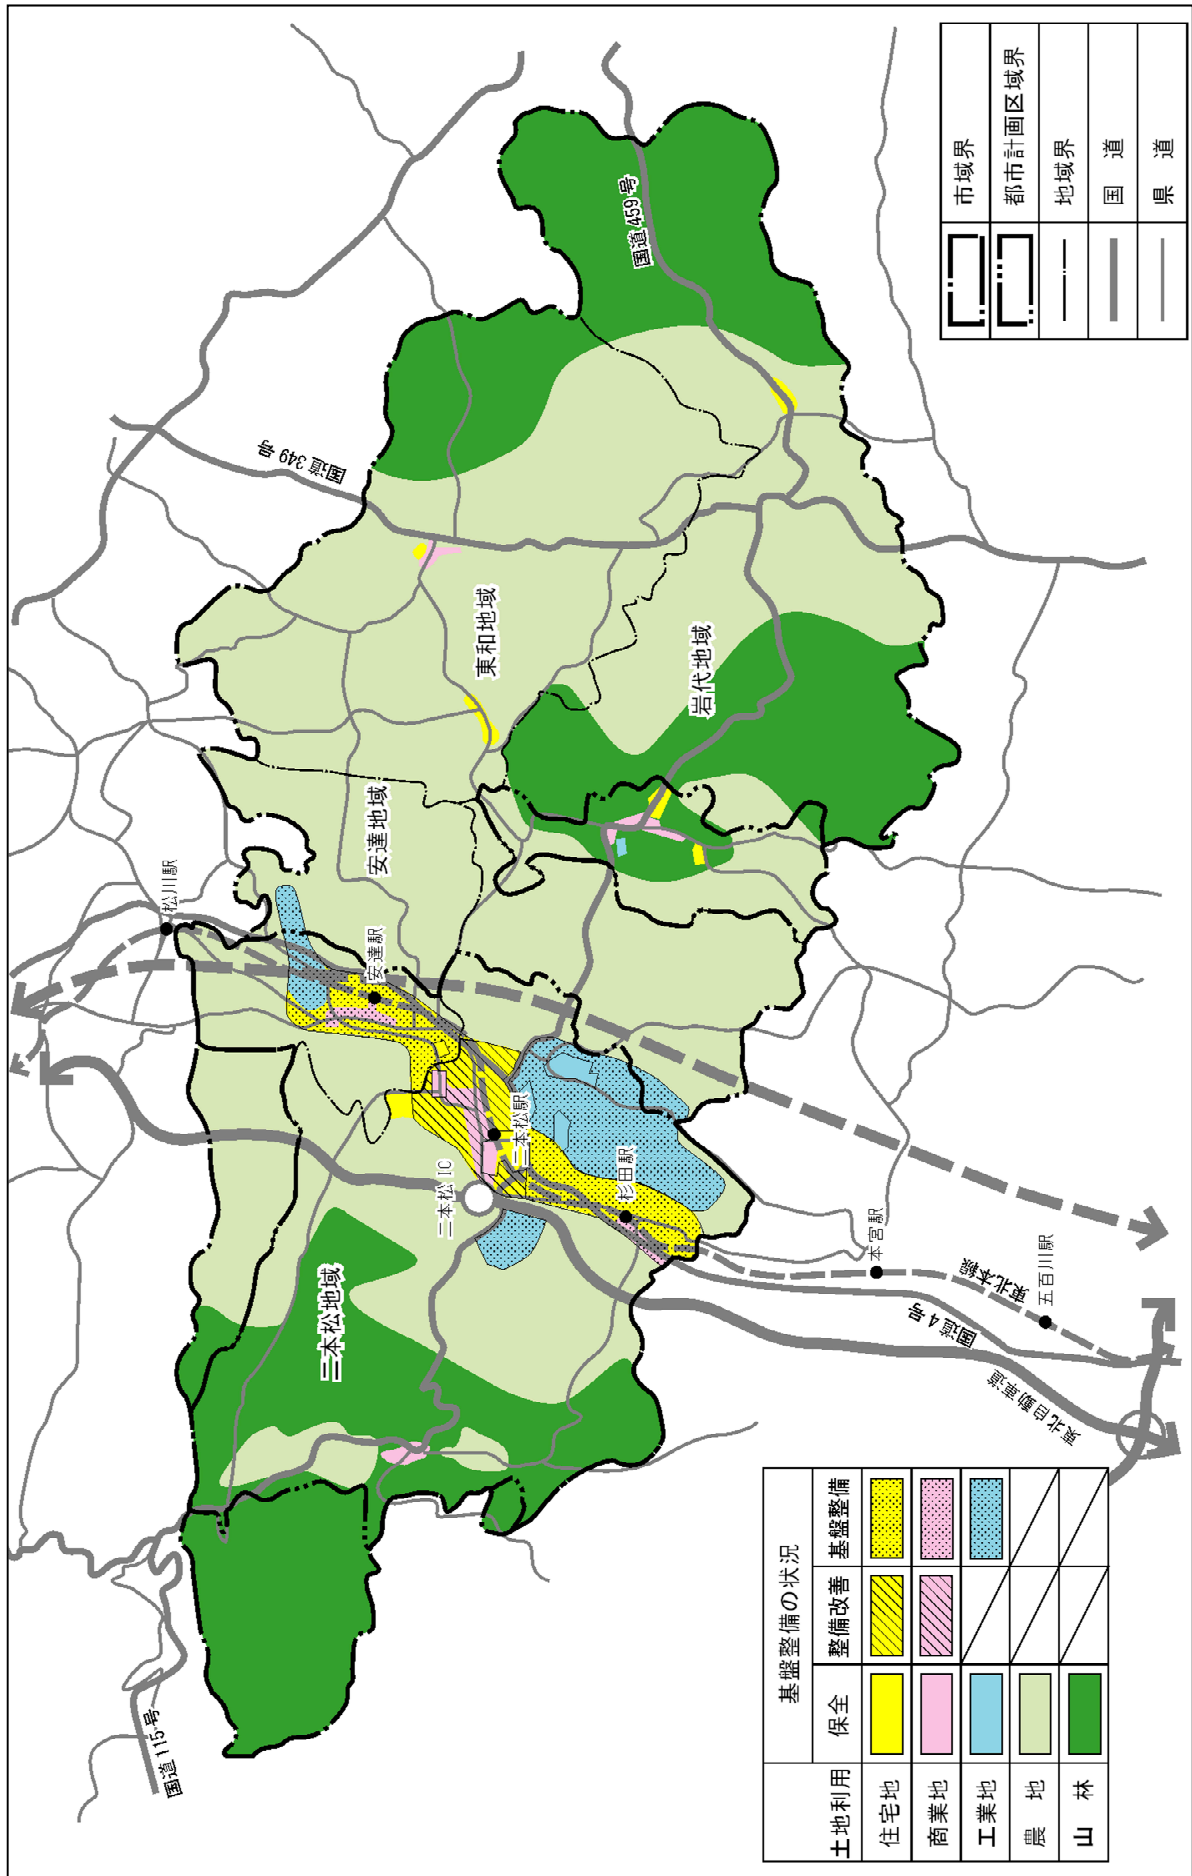 市域界
都市計画区域界
地域界
国　道
県　道
国道459号
国道349号
東和地域
岩代地域
安達地域
松川駅
安達駅
二本松駅
二本松IC
杉田駅
二本松地域
本宮駅
東北本線
五百川駅
国道4号
東北自動車道
国道115号
土地利用 基盤整備の状況
保全 整備改善 基盤整備
住宅地
商業地
工業地
農　地
山　林